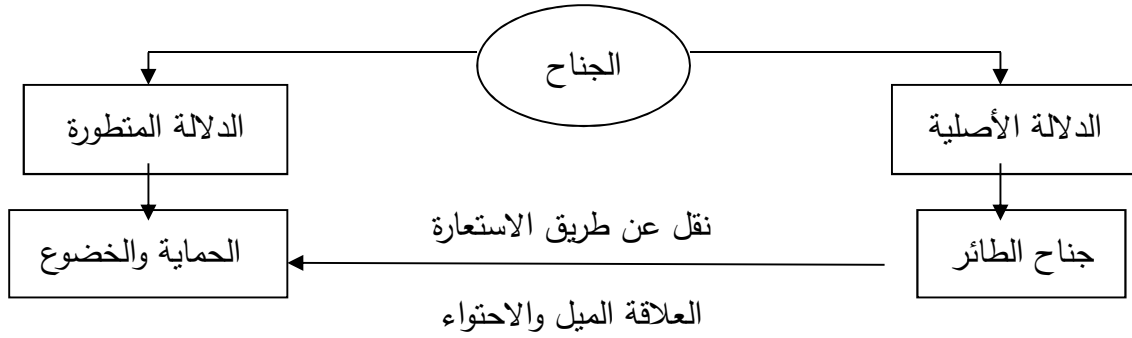 الجناح
الدلالة الأصلية
الدلالة المتطورة
نقل عن طريق الاستعارة
جناح الطائر
الحماية والخضوع
العلاقة الميل والاحتواء